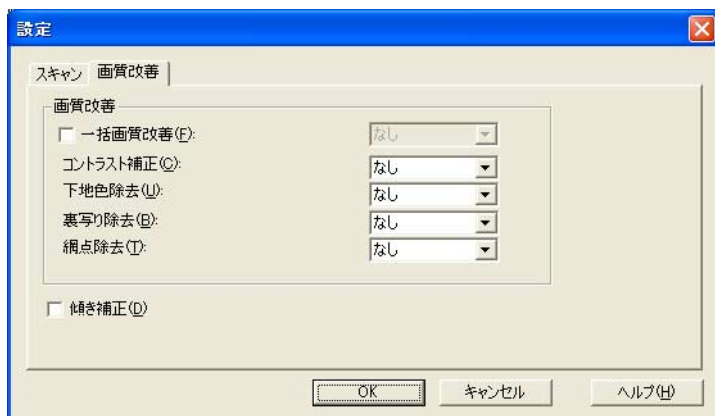 設定
スキャン 画質改善
画質改善
一括画質改善(F): なし
コントラスト補正(C): なし
下地色除去(U): なし
裏写り除去(B): なし
網点除去(T): なし
傾き補正(D)
OK キャンセル ヘルプ(H)